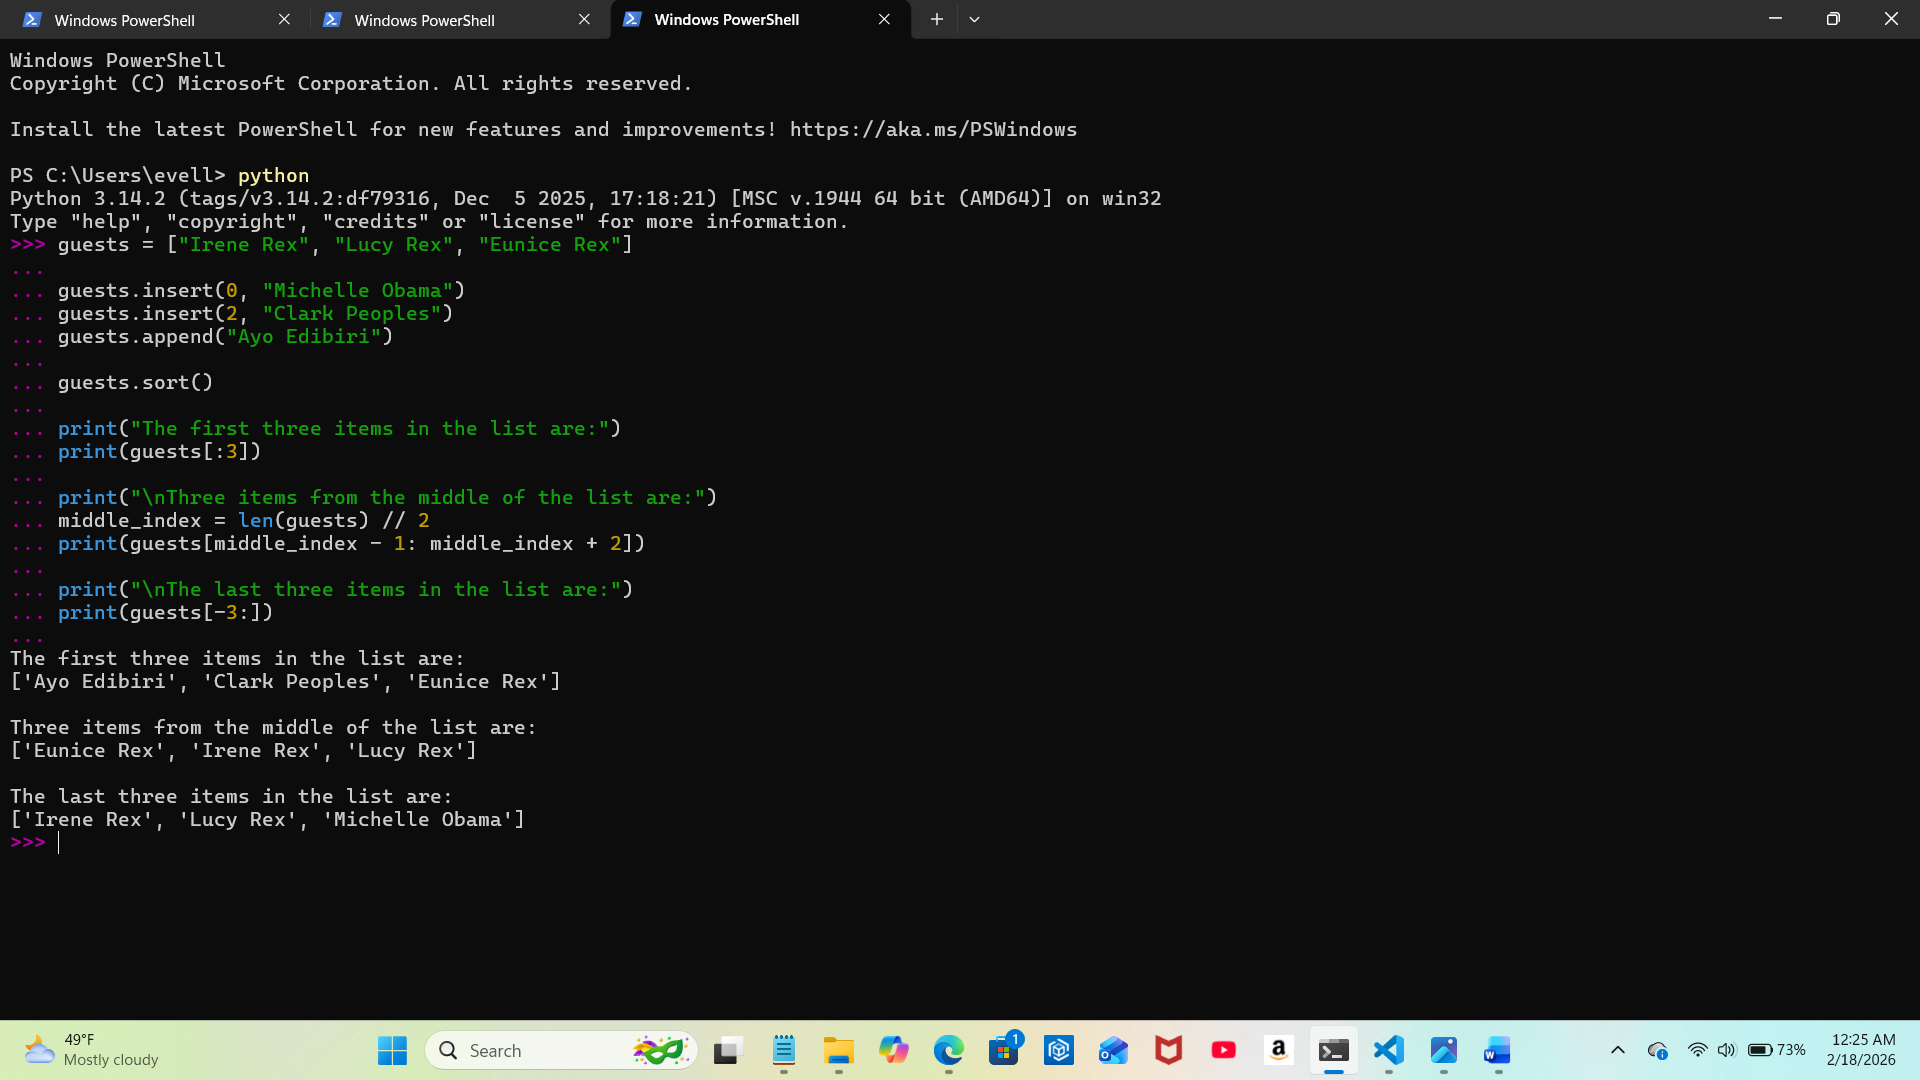 Windows PowerShell
Windows PowerShell
Windows PowerShell
Windows PowerShell
Copyright (C) Microsoft Corporation. All rights reserved.
Install the latest PowerShell for new features and improvements! https://aka.ms/PSWindows
PS C:\Users\evell> python
Python 3.14.2 (tags/v3.14.2:df79316, Dec  5 2025, 17:18:21) [MSC v.1944 64 bit (AMD64)] on win32
Type "help", "copyright", "credits" or "license" for more information.
>>> guests = ["Irene Rex", "Lucy Rex", "Eunice Rex"]
...
... guests.insert(0, "Michelle Obama")
... guests.insert(2, "Clark Peoples")
... guests.append("Ayo Edibiri")
...
... guests.sort()
...
... print("The first three items in the list are:")
... print(guests[:3])
...
... print("\nThree items from the middle of the list are:")
... middle_index = len(guests) // 2
... print(guests[middle_index - 1: middle_index + 2])
...
... print("\nThe last three items in the list are:")
... print(guests[-3:])
...
The first three items in the list are:
['Ayo Edibiri', 'Clark Peoples', 'Eunice Rex']
Three items from the middle of the list are:
['Eunice Rex', 'Irene Rex', 'Lucy Rex']
The last three items in the list are:
['Irene Rex', 'Lucy Rex', 'Michelle Obama']
>>>
49°F
Mostly cloudy
Search
1
73%
12:25 AM
2/18/2026